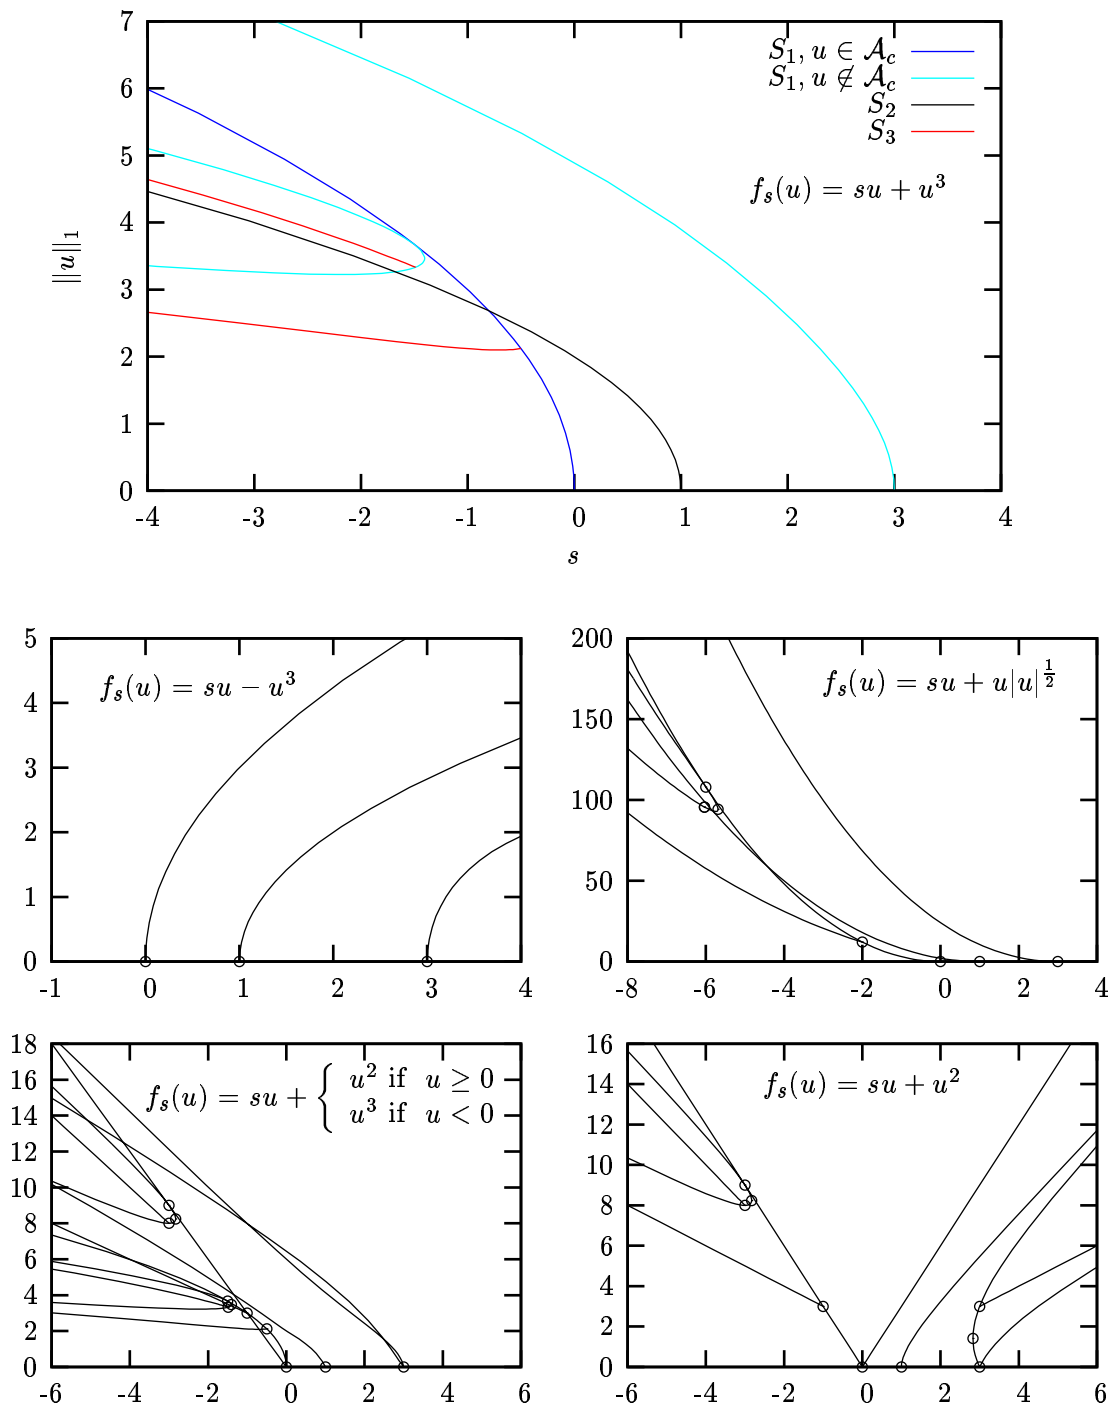 7
6
5
4
3
2
1
0
‖u‖₁
S₁, u ∈ 𝒜_c
S₁, u ∉ 𝒜_c
S₂
S₃
f_s(u) = su + u³
-4 -3 -2 -1 0 1 2 3 4
s
5
4
3
2
1
0
f_s(u) = su − u³
-1 0 1 2 3 4
200
150
100
50
0
f_s(u) = su + u|u|^{1/2}
-8 -6 -4 -2 0 2 4
18
16
14
12
10
8
6
4
2
0
f_s(u) = su + { u² if u ≥ 0
u³ if u < 0
-6 -4 -2 0 2 4 6
16
14
12
10
8
6
4
2
0
f_s(u) = su + u²
-6 -4 -2 0 2 4 6